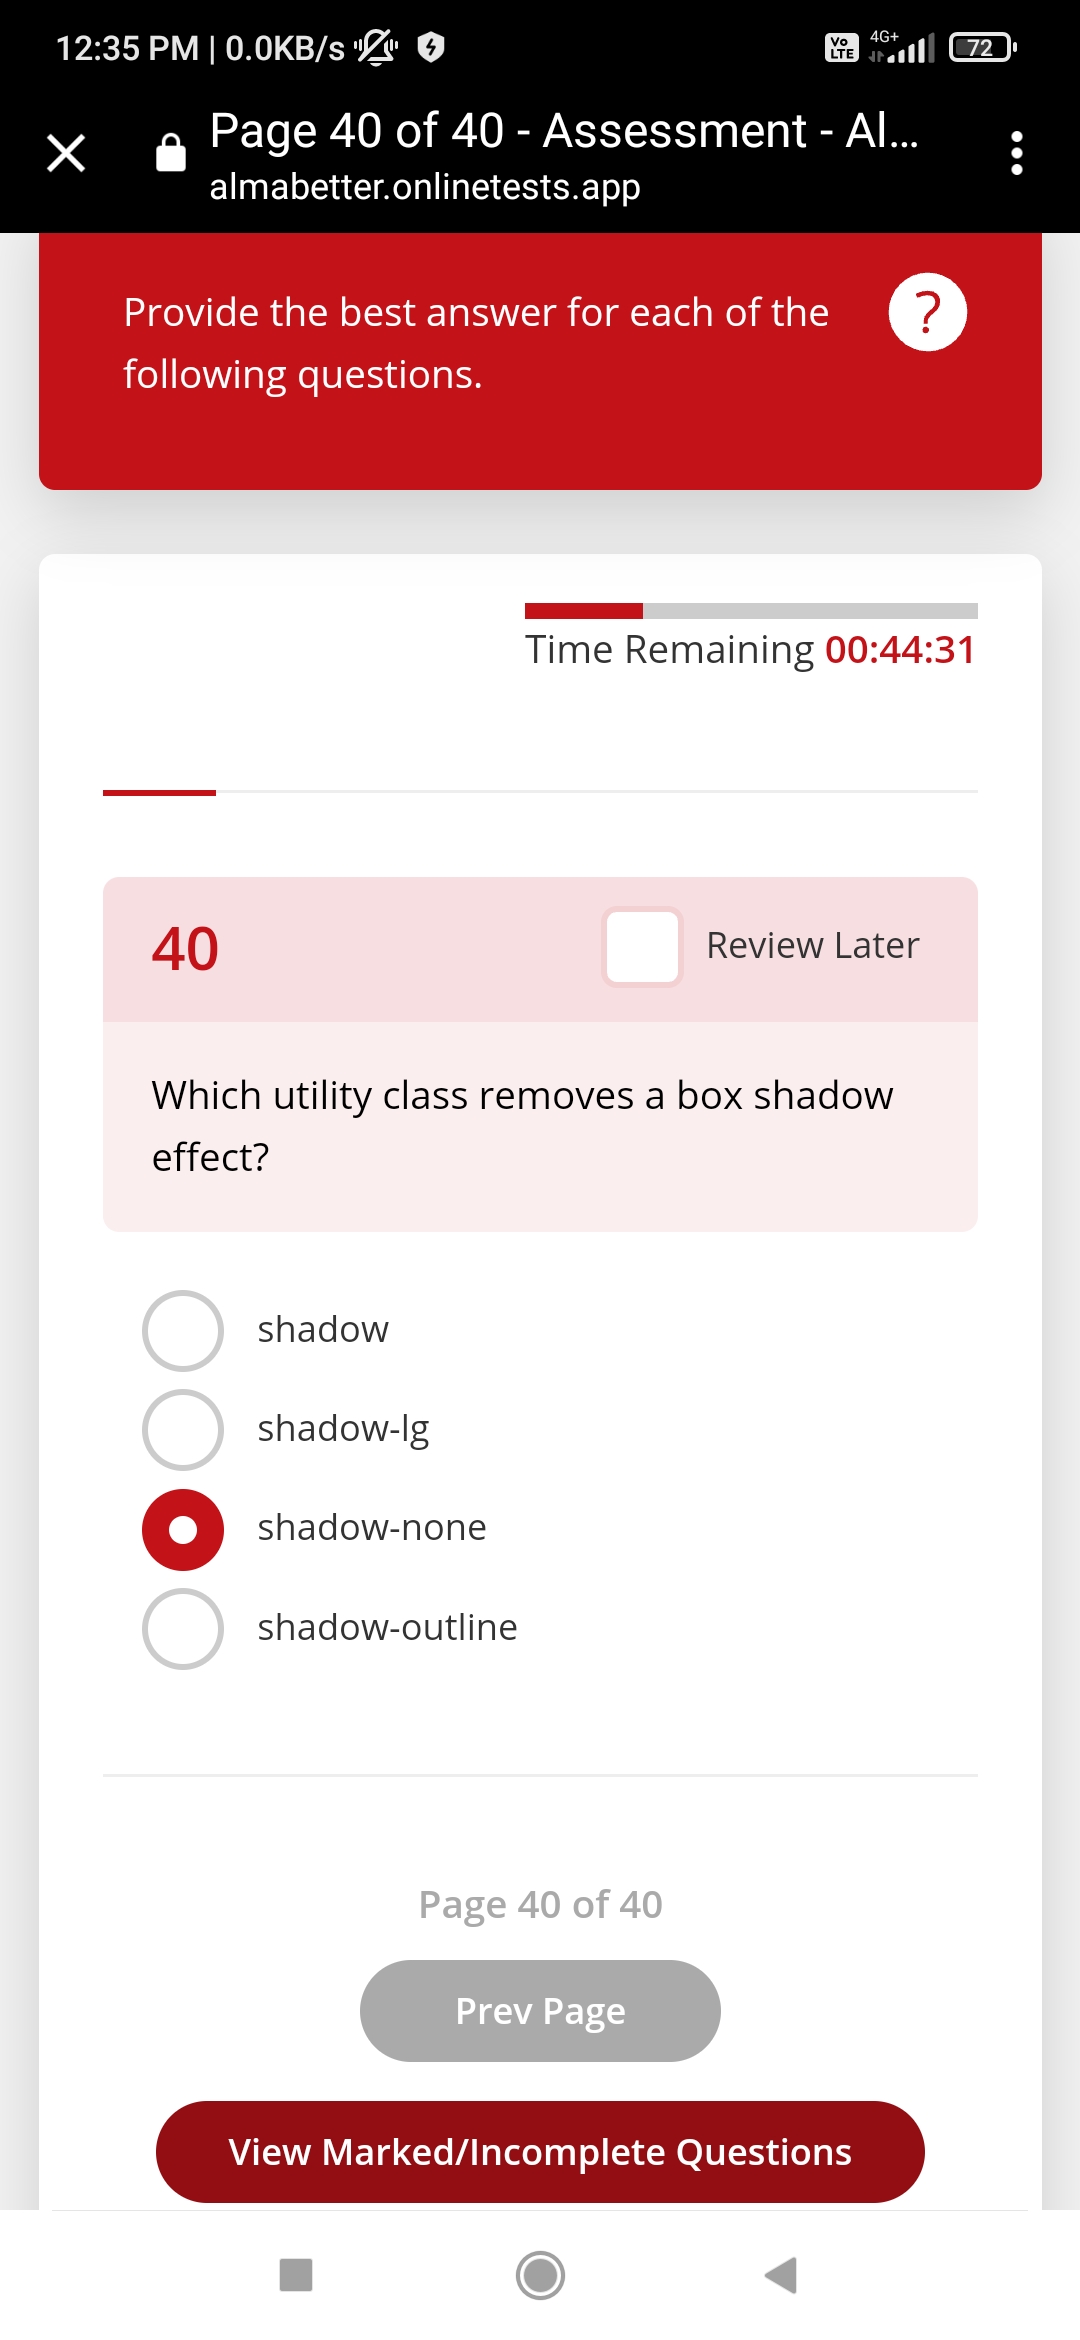 12:35 PM | 0.0KB/s
Vo LTE 4G+ 72
Page 40 of 40 - Assessment - Al...
almabetter.onlinetests.app
Provide the best answer for each of the
following questions.
?
Time Remaining 00:44:31
40
Review Later
Which utility class removes a box shadow
effect?
shadow
shadow-lg
shadow-none
shadow-outline
Page 40 of 40
Prev Page
View Marked/Incomplete Questions